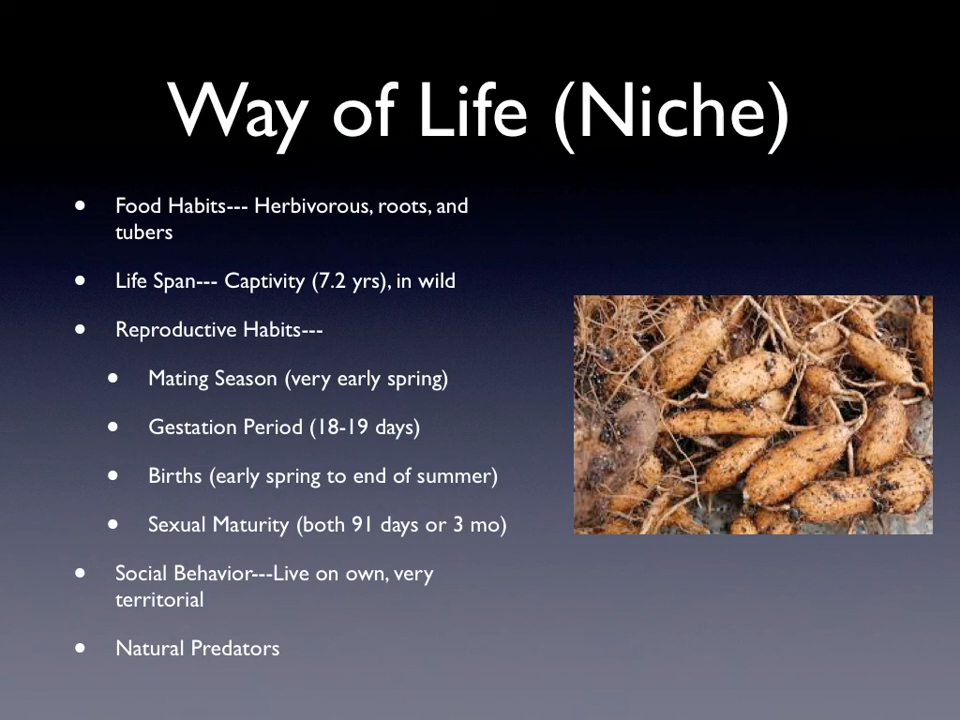 Way of Life (Niche)
• Food Habits--- Herbivorous, roots, and
tubers
• Life Span--- Captivity (7.2 yrs), in wild
• Reproductive Habits---
• Mating Season (very early spring)
• Gestation Period (18-19 days)
• Births (early spring to end of summer)
• Sexual Maturity (both 91 days or 3 mo)
• Social Behavior---Live on own, very
territorial
• Natural Predators